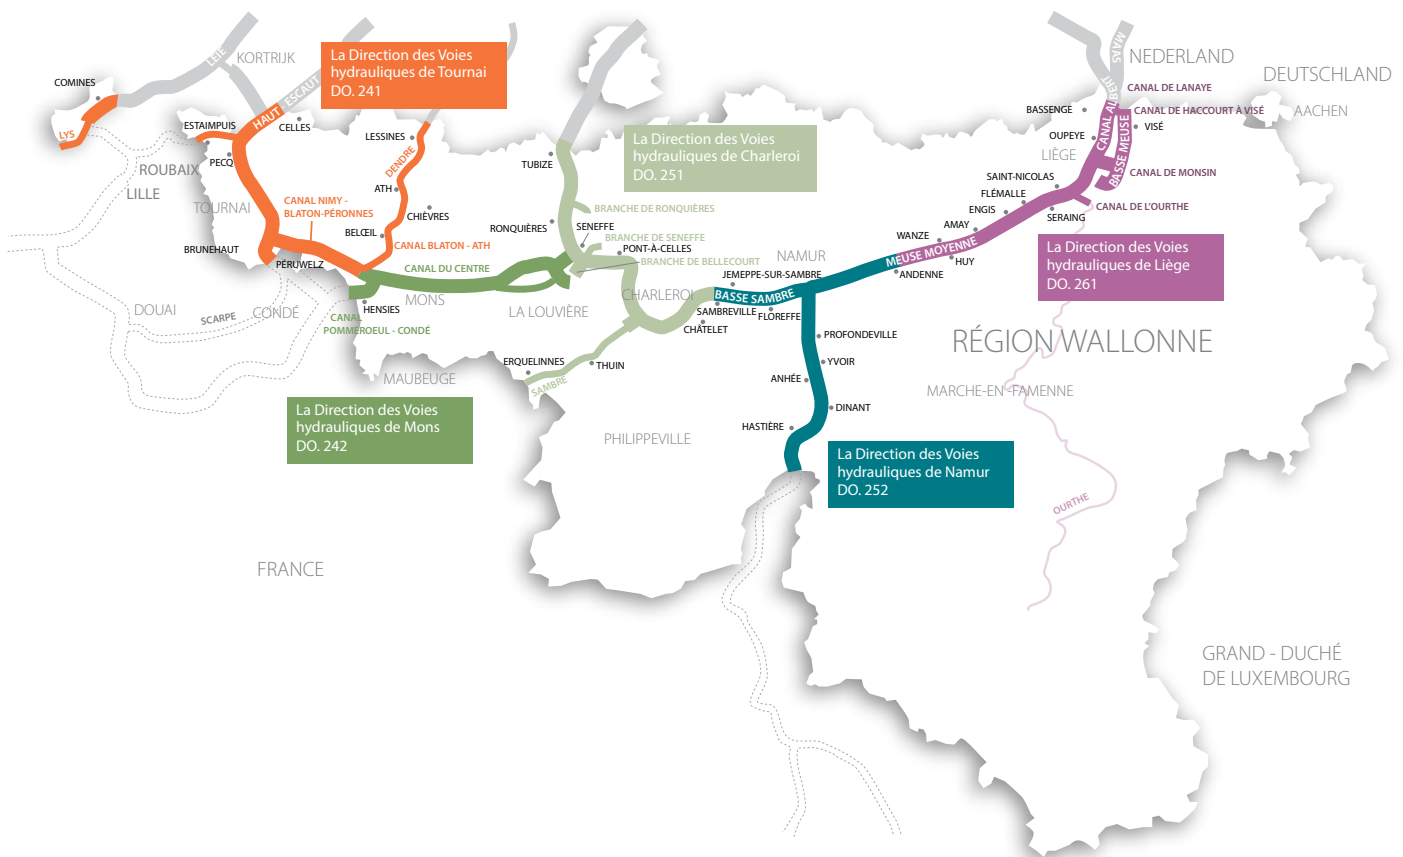 LEIE
KORTRIJK
ESCAUT
HAUT
La Direction des Voies
hydrauliques de Tournai
DO. 241
COMINES
LYS
ESTAIMPUIS
CELLES
LESSINES
PECQ
ROUBAIX
LILLE
DENDRE
ATH
TOURNAI
CANAL NIMY -
BLATON-PÉRONNES
CHIÈVRES
BELŒIL
CANAL BLATON - ATH
BRUNEHAUT
PÉRUWELZ
CANAL DU CENTRE
MONS
HENSIES
DOUAI
SCARPE
CONDÉ
CANAL
POMMEROEUL - CONDÉ
MAUBEUGE
La Direction des Voies
hydrauliques de Mons
DO. 242
TUBIZE
La Direction des Voies
hydrauliques de Charleroi
DO. 251
BRANCHE DE RONQUIÈRES
RONQUIÈRES
SENEFFE
BRANCHE DE SENEFFE
PONT-À-CELLES
BRANCHE DE BELLECOURT
LA LOUVIÈRE
CHARLEROI
CHÂTELET
ERQUELINNES
THUIN
SAMBRE
PHILIPPEVILLE
NAMUR
JEMEPPE-SUR-SAMBRE
BASSE SAMBRE
SAMBREVILLE
FLOREFFE
PROFONDEVILLE
YVOIR
ANHÉE
DINANT
HASTIÈRE
La Direction des Voies
hydrauliques de Namur
DO. 252
MAAS
NEDERLAND
DEUTSCHLAND
AACHEN
CANAL DE LANAYE
CANAL ALBERT
BASSENGE
CANAL DE HACCOURT À VISÉ
VISÉ
OUPEYE
BASSE MEUSE
LIÈGE
CANAL DE MONSIN
SAINT-NICOLAS
FLÉMALLE
ENGIS
CANAL DE L'OURTHE
SERAING
AMAY
WANZE
MEUSE MOYENNE
HUY
ANDENNE
La Direction des Voies
hydrauliques de Liège
DO. 261
RÉGION WALLONNE
MARCHE-EN-FAMENNE
OURTHE
FRANCE
GRAND - DUCHÉ
DE LUXEMBOURG